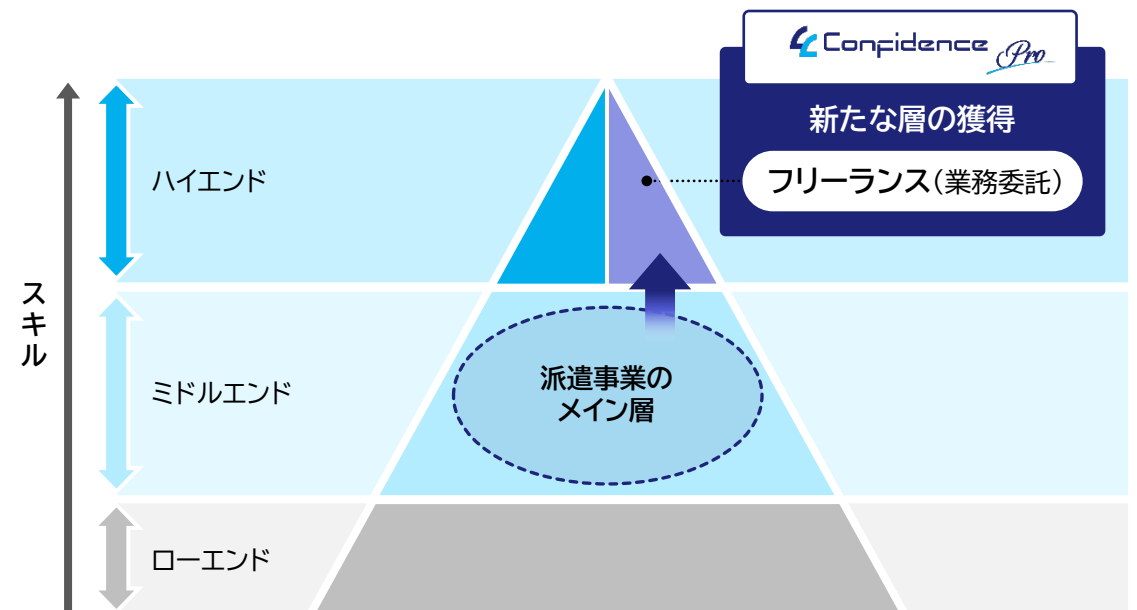 Confidence Pro
新たな層の獲得
フリーランス(業務委託)
ハイエンド
スキル
派遣事業の
メイン層
ミドルエンド
ローエンド